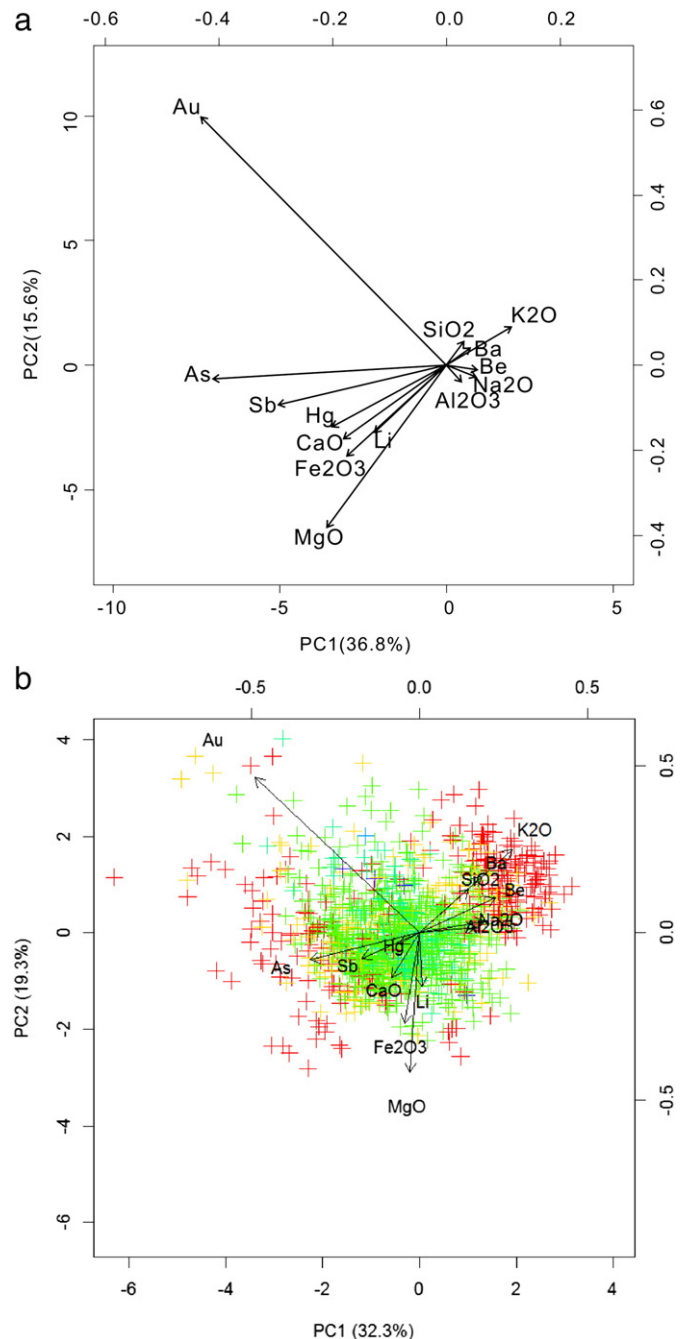 a
-0.6 -0.4 -0.2 0.0 0.2
Au
10
0.6
0.4
5
0.2
PC2(15.6%)
K2O
SiO2
Ba
0
As
Be
0.0
Na2O
Sb
Al2O3
Hg
CaO
Li
Fe2O3
-0.2
-5
MgO
-0.4
-10 -5 0 5
PC1(36.8%)
b
-0.5 0.0 0.5
4
Au
0.5
2
K2O
Ba
SiO2
Be
Na2O
Al2O3
0
0.0
PC2 (19.3%)
Hg
Sb
As
CaO
Li
-2
Fe2O3
MgO
-0.5
-4
-6
-6 -4 -2 0 2 4
PC1 (32.3%)